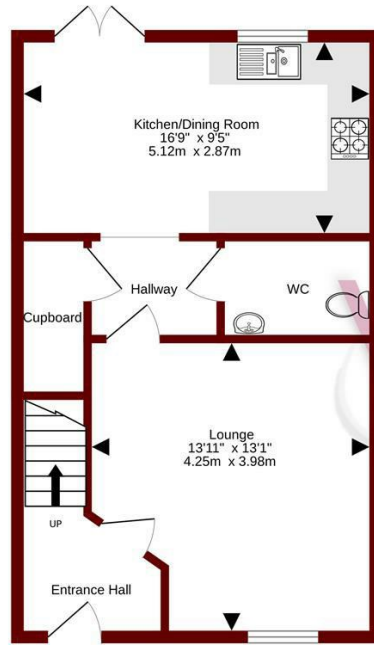 Kitchen/Dining Room
16'9" x 9'5"
5.12m x 2.87m
Hallway
WC
Cupboard
Lounge
13'11" x 13'1"
4.25m x 3.98m
UP
Entrance Hall